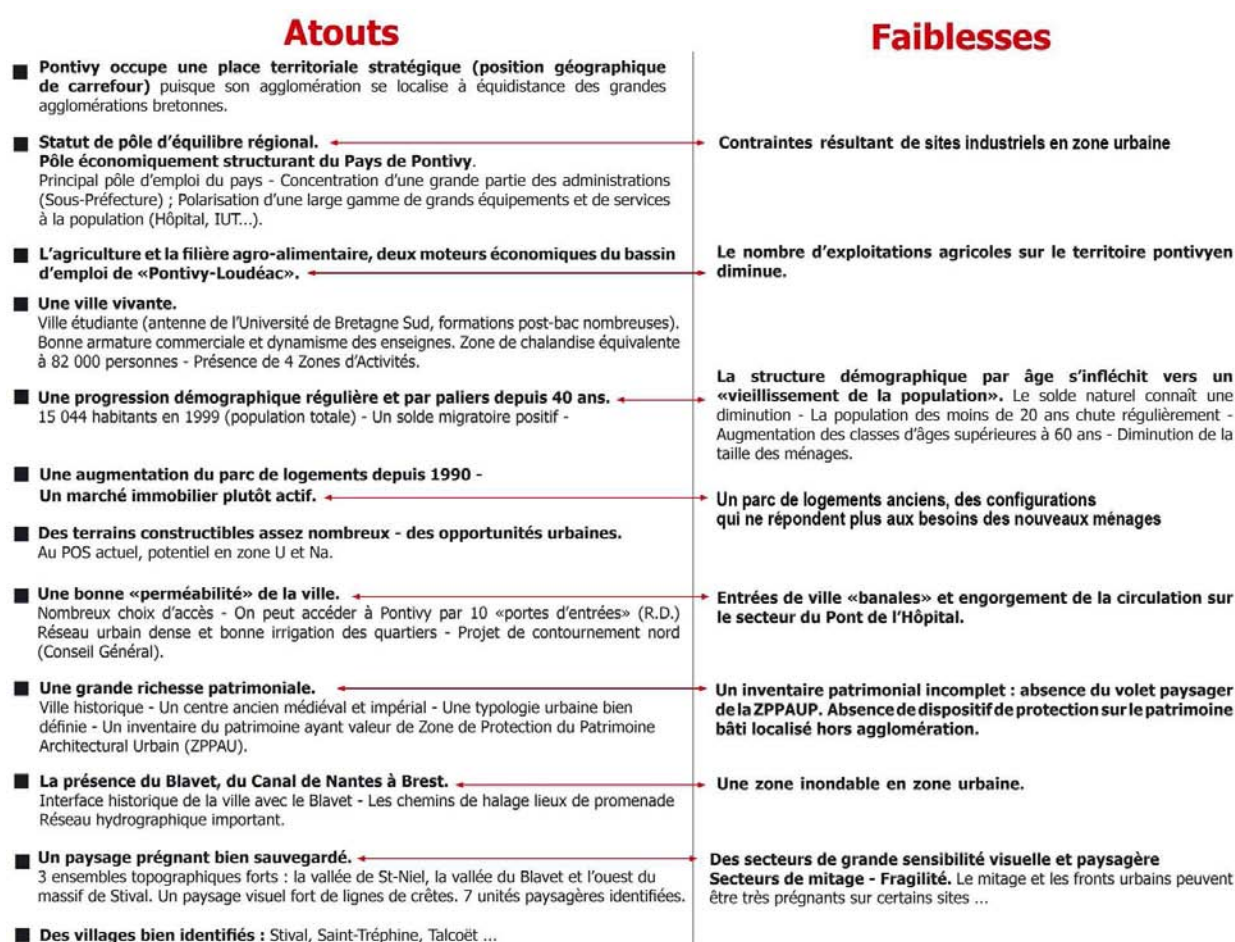 Atouts
■ Pontivy occupe une place territoriale stratégique (position géographique
de carrefour) puisque son agglomération se localise à équidistance des grandes
agglomérations bretonnes.
■ Statut de pôle d'équilibre régional.
Pôle économiquement structurant du Pays de Pontivy.
Principal pôle d'emploi du pays - Concentration d'une grande partie des administrations
(Sous-Préfecture) ; Polarisation d'une large gamme de grands équipements et de services
à la population (Hôpital, IUT...).
■ L'agriculture et la filière agro-alimentaire, deux moteurs économiques du bassin
d'emploi de «Pontivy-Loudéac».
■ Une ville vivante.
Ville étudiante (antenne de l'Université de Bretagne Sud, formations post-bac nombreuses).
Bonne armature commerciale et dynamisme des enseignes. Zone de chalandise équivalente
à 82 000 personnes - Présence de 4 Zones d'Activités.
■ Une progression démographique régulière et par paliers depuis 40 ans.
15 044 habitants en 1999 (population totale) - Un solde migratoire positif -
■ Une augmentation du parc de logements depuis 1990 -
Un marché immobilier plutôt actif.
■ Des terrains constructibles assez nombreux - des opportunités urbaines.
Au POS actuel, potentiel en zone U et Na.
■ Une bonne «perméabilité» de la ville.
Nombreux choix d'accès - On peut accéder à Pontivy par 10 «portes d'entrées» (R.D.)
Réseau urbain dense et bonne irrigation des quartiers - Projet de contournement nord
(Conseil Général).
■ Une grande richesse patrimoniale.
Ville historique - Un centre ancien médiéval et impérial - Une typologie urbaine bien
définie - Un inventaire du patrimoine ayant valeur de Zone de Protection du Patrimoine
Architectural Urbain (ZPPAU).
■ La présence du Blavet, du Canal de Nantes à Brest.
Interface historique de la ville avec le Blavet - Les chemins de halage lieux de promenade
Réseau hydrographique important.
■ Un paysage prégnant bien sauvegardé.
3 ensembles topographiques forts : la vallée de St-Niel, la vallée du Blavet et l'ouest du
massif de Stival. Un paysage visuel fort de lignes de crêtes. 7 unités paysagères identifiées.
■ Des villages bien identifiés : Stival, Saint-Tréphine, Talcoët ...
Faiblesses
Contraintes résultant de sites industriels en zone urbaine
Le nombre d'exploitations agricoles sur le territoire pontivyen
diminue.
La structure démographique par âge s'infléchit vers un
«vieillissement de la population». Le solde naturel connaît une
diminution - La population des moins de 20 ans chute régulièrement -
Augmentation des classes d'âges supérieures à 60 ans - Diminution de la
taille des ménages.
Un parc de logements anciens, des configurations
qui ne répondent plus aux besoins des nouveaux ménages
Entrées de ville «banales» et engorgement de la circulation sur
le secteur du Pont de l'Hôpital.
Un inventaire patrimonial incomplet : absence du volet paysager
de la ZPPAUP. Absence de dispositif de protection sur le patrimoine
bâti localisé hors agglomération.
Une zone inondable en zone urbaine.
Des secteurs de grande sensibilité visuelle et paysagère
Secteurs de mitage - Fragilité. Le mitage et les fronts urbains peuvent
être très prégnants sur certains sites ...